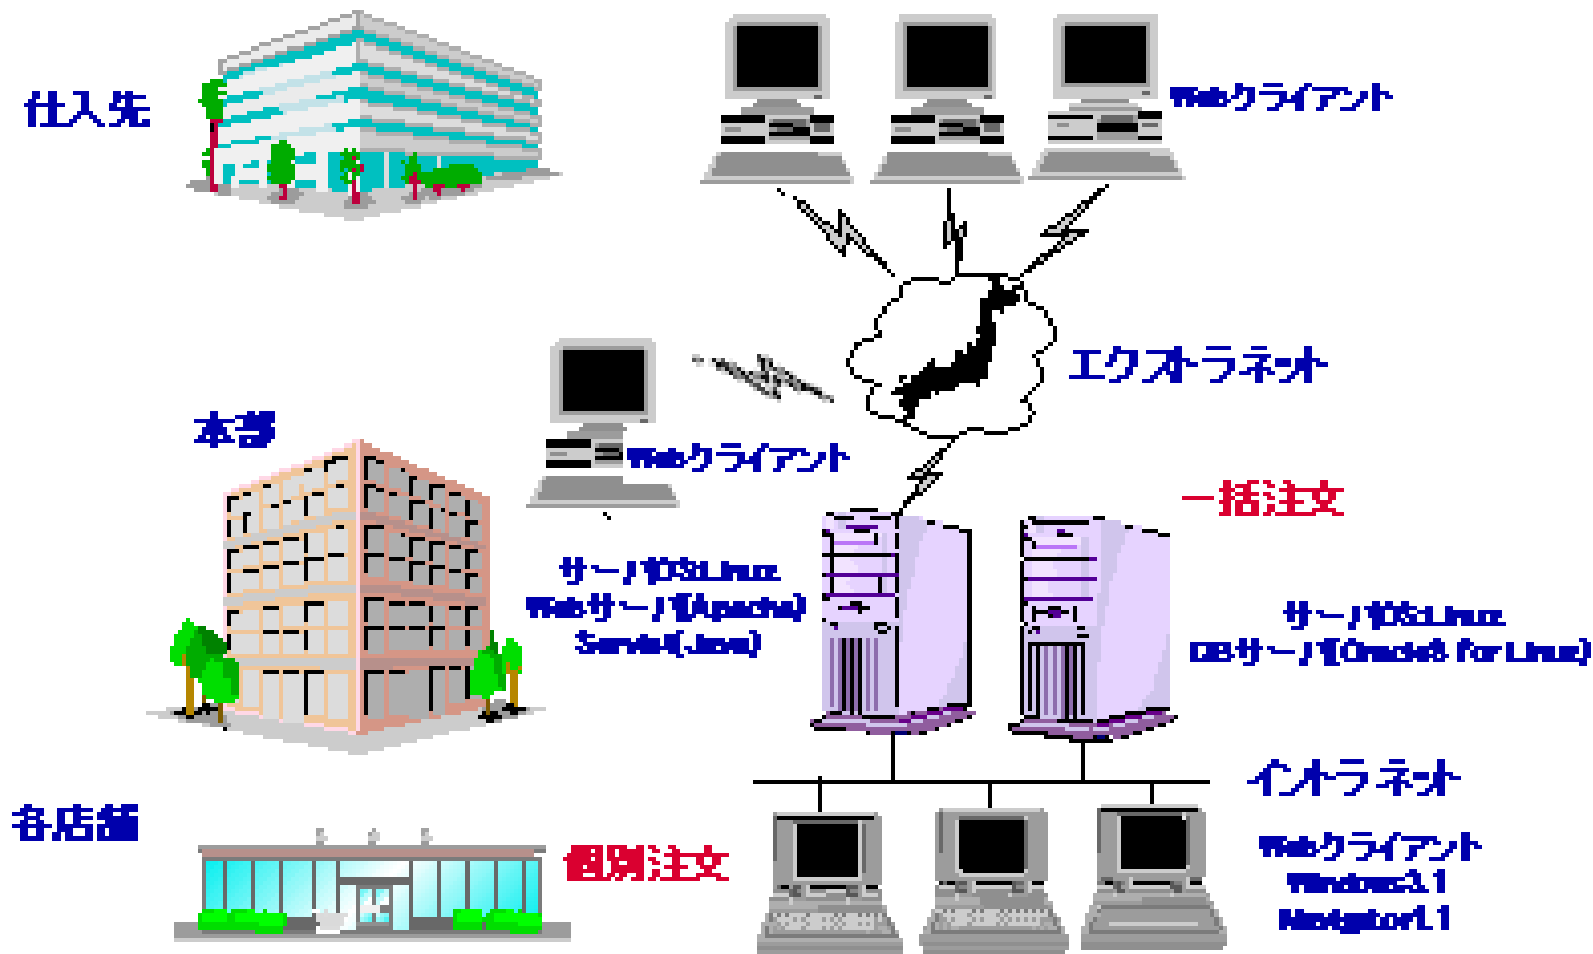 仕入先
Webクライアント
エクストラネット
本部
Webクライアント
一括注文
サーバOS:Linux
Webサーバ(Apache)
Servlet(Java)
サーバOS:Linux
DBサーバ(Oracle8 for Linux)
イントラネット
各店舗
個別注文
Webクライアント
Windows3.1
Navigator1.1